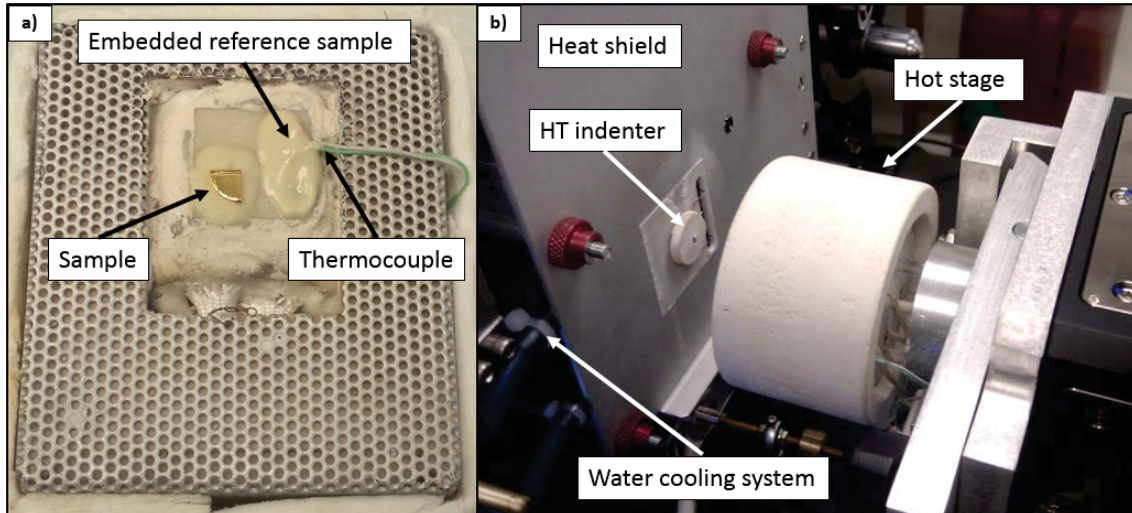 a)
Embedded reference sample
Sample
Thermocouple
b)
Heat shield
Hot stage
HT indenter
Water cooling system